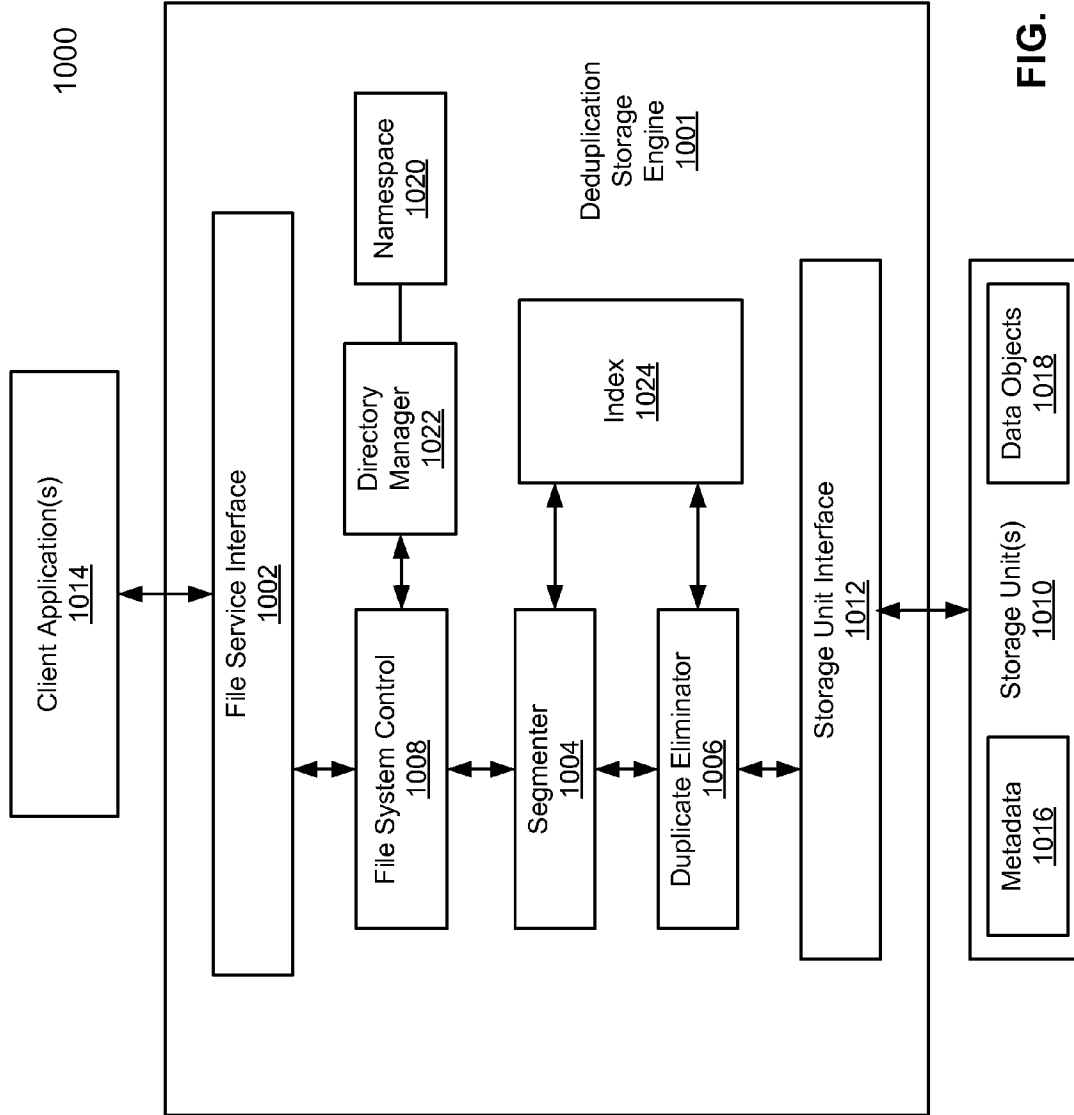 1000
Client Application(s)
1014
File Service Interface
1002
File System Control
1008
Directory
Manager
1022
Namespace
1020
Segmenter
1004
Index
1024
Duplicate Eliminator
1006
Deduplication
Storage
Engine
1001
Storage Unit Interface
1012
Metadata
1016
Storage Unit(s)
1010
Data Objects
1018
FIG.